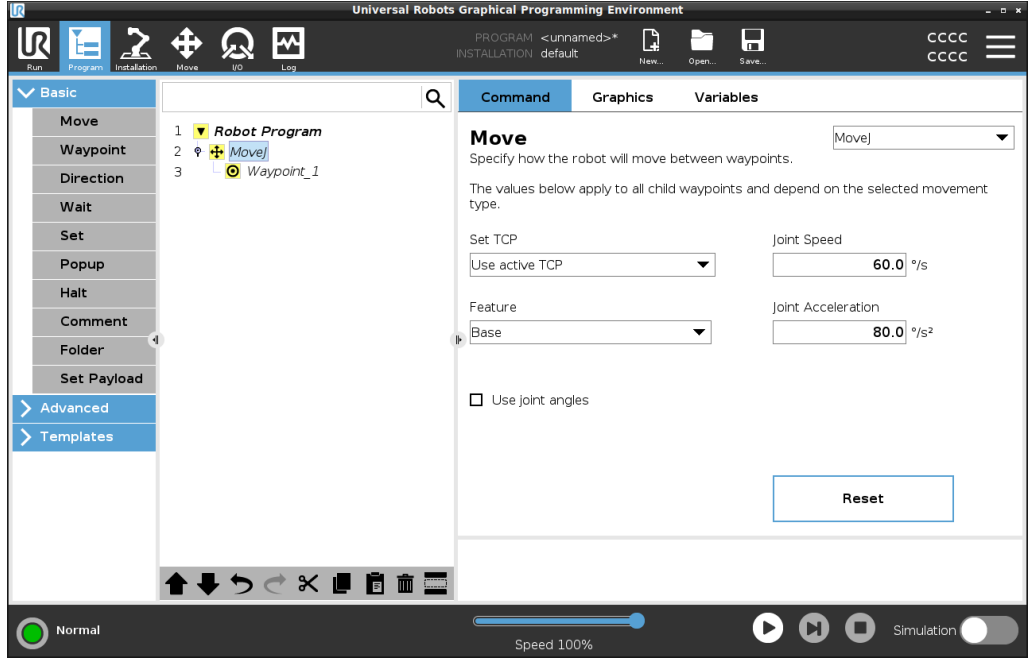 UR
Universal Robots Graphical Programming Environment
UR
Run
Program
Installation
Move
I/O
Log
PROGRAM <unnamed>*
INSTALLATION default
New...
Open...
Save...
CCCC
CCCC
Basic
Move
Waypoint
Direction
Wait
Set
Popup
Halt
Comment
Folder
Set Payload
Advanced
Templates
1 Robot Program
2 MoveJ
3 Waypoint_1
Command Graphics Variables
Move
MoveJ
Specify how the robot will move between waypoints.
The values below apply to all child waypoints and depend on the selected movement
type.
Set TCP
Use active TCP
Joint Speed
60.0 °/s
Feature
Base
Joint Acceleration
80.0 °/s²
Use joint angles
Reset
Normal
Speed 100%
Simulation